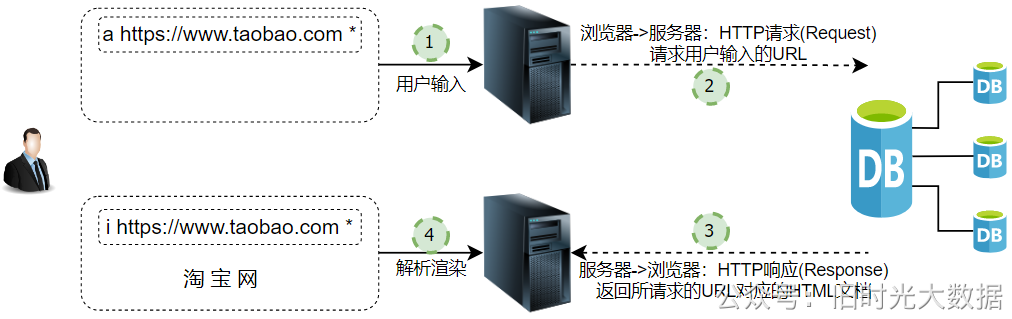 a https://www.taobao.com *
1
用户输入
浏览器->服务器：HTTP请求(Request)
请求用户输入的URL
2
DB
DB
DB
DB
i https://www.taobao.com *
淘宝网
4
解析渲染
3
服务器->浏览器：HTTP响应(Response)
返回所请求的URL对应的HTML文档
公众号：旧时光大数据